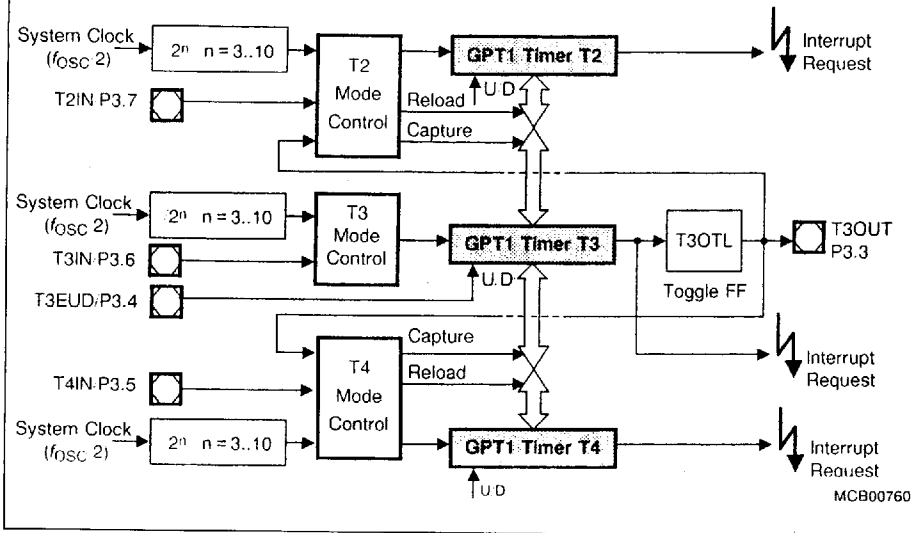 System Clock
(fOSC 2)
2ⁿ n = 3..10
T2
Mode
Control
GPT1 Timer T2
U D
Interrupt
Request
T2IN P3.7
Reload
Capture
System Clock
(fOSC 2)
2ⁿ n = 3..10
T3
Mode
Control
GPT1 Timer T3
U D
T3OTL
Toggle FF
T3OUT
P3.3
T3IN P3.6
T3EUD/P3.4
Interrupt
Request
Capture
Reload
T4
Mode
Control
T4IN P3.5
System Clock
(fOSC 2)
2ⁿ n = 3..10
GPT1 Timer T4
U D
Interrupt
Request
MCB00760